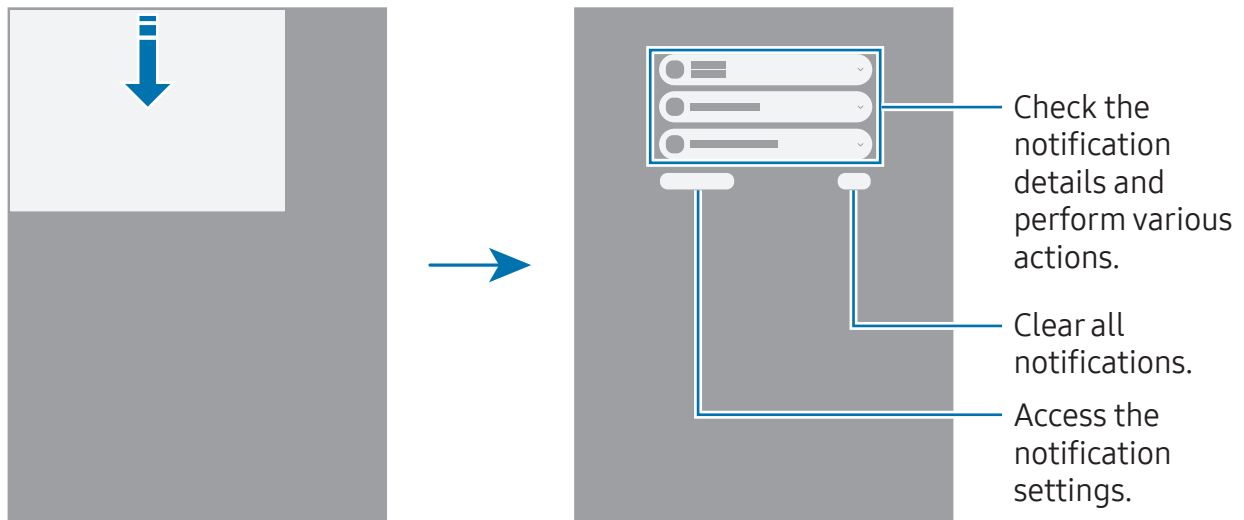 Check the
notification
details and
perform various
actions.
Clear all
notifications.
Access the
notification
settings.